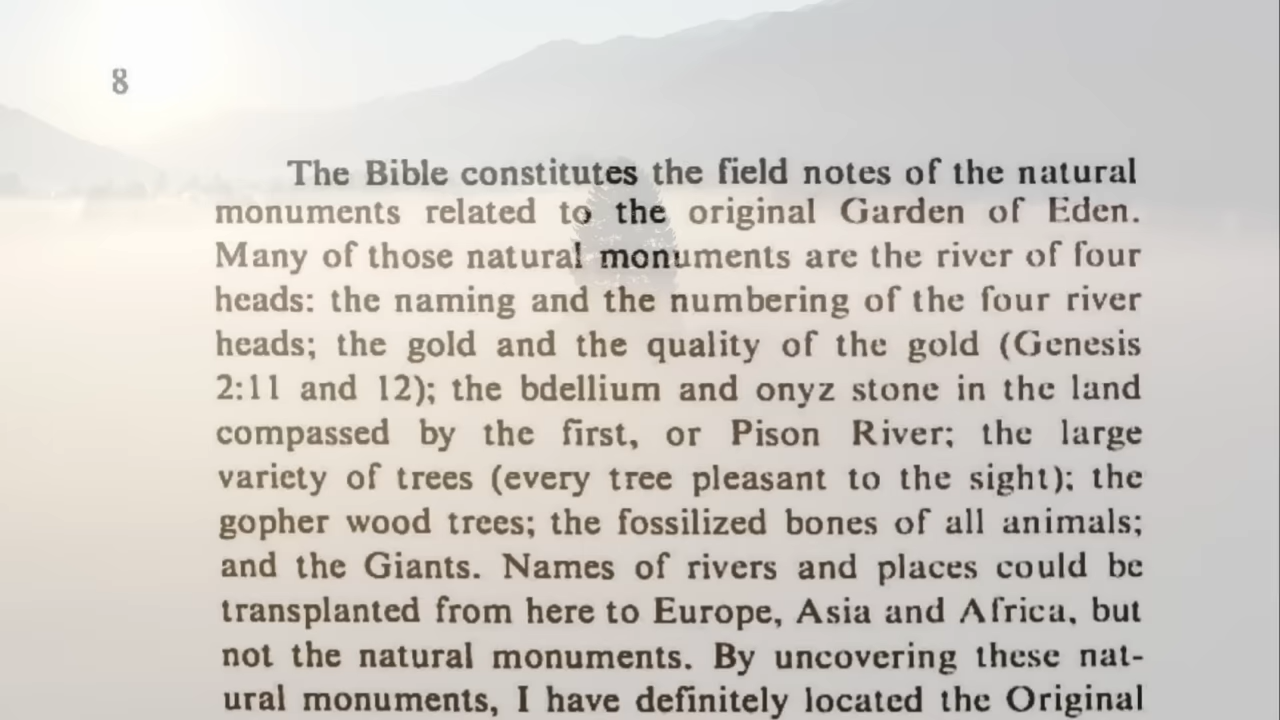 8
The Bible constitutes the field notes of the natural
monuments related to the original Garden of Eden.
Many of those natural monuments are the river of four
heads: the naming and the numbering of the four river
heads; the gold and the quality of the gold (Genesis
2:11 and 12); the bdellium and onyz stone in the land
compassed by the first, or Pison River; the large
variety of trees (every tree pleasant to the sight); the
gopher wood trees; the fossilized bones of all animals;
and the Giants. Names of rivers and places could be
transplanted from here to Europe, Asia and Africa, but
not the natural monuments. By uncovering these nat-
ural monuments, I have definitely located the Original